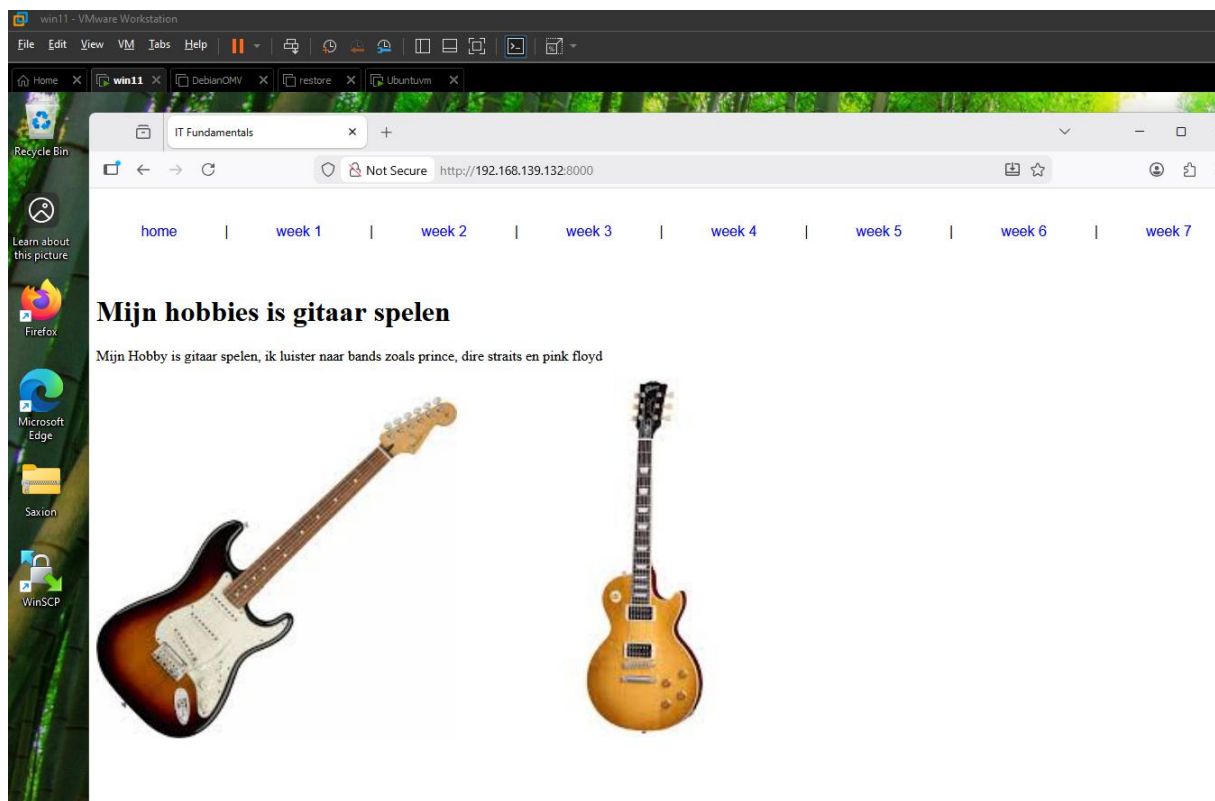 win11 - VMware Workstation
File Edit View VM Tabs Help
Home win11 DebianOMV restore Ubuntuvm
Recycle Bin
IT Fundamentals
Not Secure http://192.168.139.132:8000
Learn about
this picture
home | week 1 | week 2 | week 3 | week 4 | week 5 | week 6 | week 7
Firefox
Mijn hobbies is gitaar spelen
Mijn Hobby is gitaar spelen, ik luister naar bands zoals prince, dire straits en pink floyd
Microsoft
Edge
Saxion
WinSCP